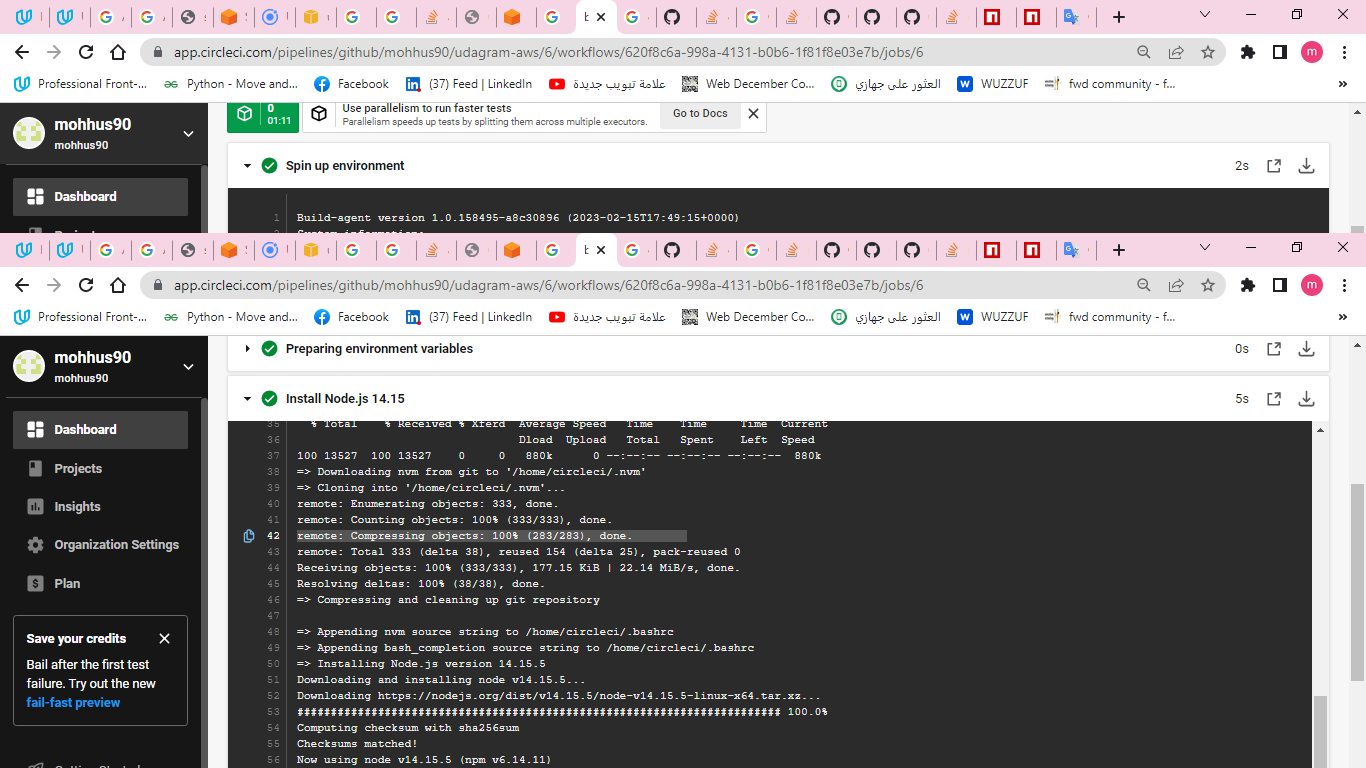 app.circleci.com/pipelines/github/mohhus90/udagram-aws/6/workflows/620f8c6a-998a-4131-b0b6-1f81f8e03e7b/jobs/6
m
Professional Front-...
Python - Move and...
Facebook
(37) Feed | LinkedIn
علامة تبويب جديدة
Web December Co...
العثور على جهازي
WUZZUF
fwd community - f...
»
mohhus90
mohhus90
Dashboard
0
01:11
Use parallelism to run faster tests
Parallelism speeds up tests by splitting them across multiple executors.
Go to Docs
Spin up environment
2s
1 Build-agent version 1.0.158495-a8c30896 (2023-02-15T17:49:15+0000)
System information:
app.circleci.com/pipelines/github/mohhus90/udagram-aws/6/workflows/620f8c6a-998a-4131-b0b6-1f81f8e03e7b/jobs/6
m
Professional Front-...
Python - Move and...
Facebook
(37) Feed | LinkedIn
علامة تبويب جديدة
Web December Co...
العثور على جهازي
WUZZUF
fwd community - f...
»
mohhus90
mohhus90
Dashboard
Projects
Insights
Organization Settings
Plan
Save your credits
Bail after the first test
failure. Try out the new
fail-fast preview
Getting Started
Preparing environment variables
0s
Install Node.js 14.15
5s
35 % Total % Received % Xferd Average Speed Time Time Time Current
36 Dload Upload Total Spent Left Speed
37 100 13527 100 13527 0 0 880k 0 --:--:-- --:--:-- --:--:-- 880k
38 => Downloading nvm from git to '/home/circleci/.nvm'
39 => Cloning into '/home/circleci/.nvm'...
40 remote: Enumerating objects: 333, done.
41 remote: Counting objects: 100% (333/333), done.
42 remote: Compressing objects: 100% (283/283), done.
43 remote: Total 333 (delta 38), reused 154 (delta 25), pack-reused 0
44 Receiving objects: 100% (333/333), 177.15 KiB | 22.14 MiB/s, done.
45 Resolving deltas: 100% (38/38), done.
46 => Compressing and cleaning up git repository
47
48 => Appending nvm source string to /home/circleci/.bashrc
49 => Appending bash_completion source string to /home/circleci/.bashrc
50 => Installing Node.js version 14.15.5
51 Downloading and installing node v14.15.5...
52 Downloading https://nodejs.org/dist/v14.15.5/node-v14.15.5-linux-x64.tar.xz...
53 ######################################################################## 100.0%
54 Computing checksum with sha256sum
55 Checksums matched!
56 Now using node v14.15.5 (npm v6.14.11)